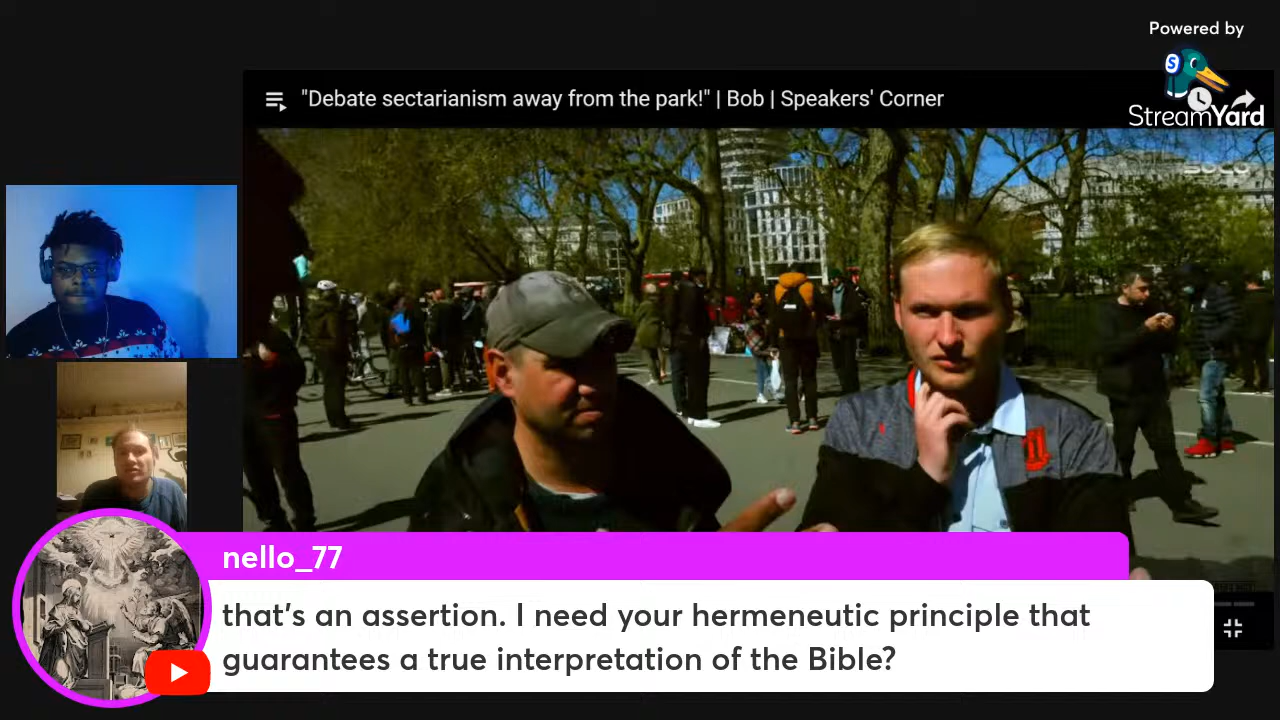 Powered by
StreamYard
"Debate sectarianism away from the park!" | Bob | Speakers' Corner
SOCO
nello_77
that's an assertion. I need your hermeneutic principle that
guarantees a true interpretation of the Bible?